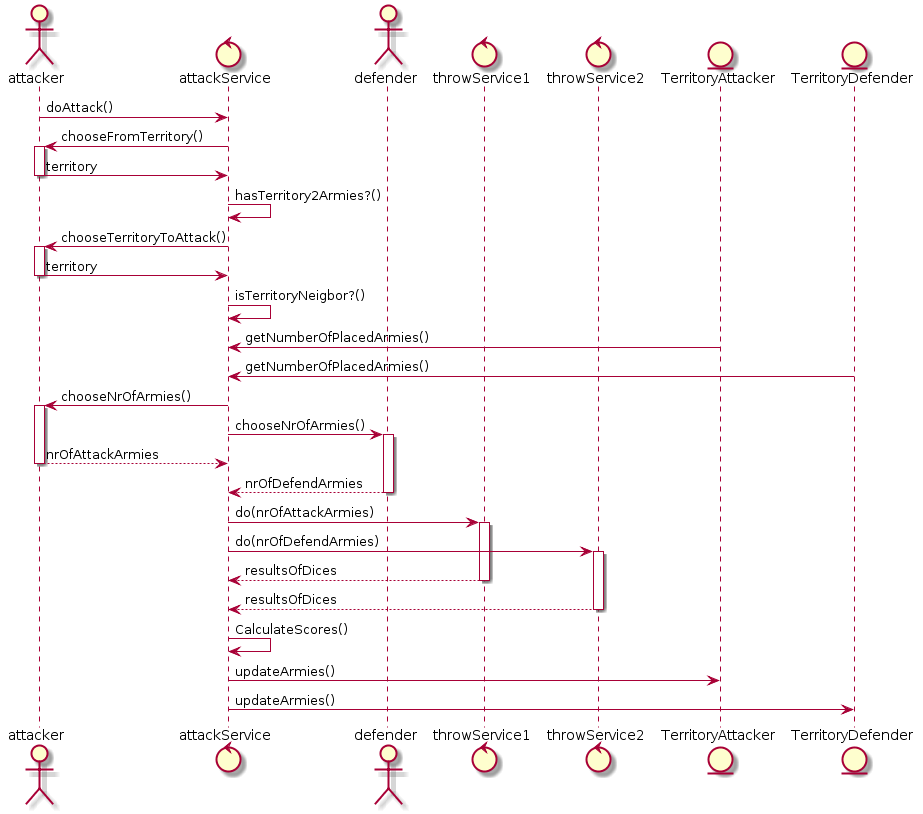 attacker attackService defender throwService1 throwService2 TerritoryAttacker TerritoryDefender
doAttack()
chooseFromTerritory()
territory
hasTerritory2Armies?()
chooseTerritoryToAttack()
territory
isTerritoryNeigbor?()
getNumberOfPlacedArmies()
getNumberOfPlacedArmies()
chooseNrOfArmies()
chooseNrOfArmies()
nrOfAttackArmies
nrOfDefendArmies
do(nrOfAttackArmies)
do(nrOfDefendArmies)
resultsOfDices
resultsOfDices
CalculateScores()
updateArmies()
updateArmies()
attacker attackService defender throwService1 throwService2 TerritoryAttacker TerritoryDefender